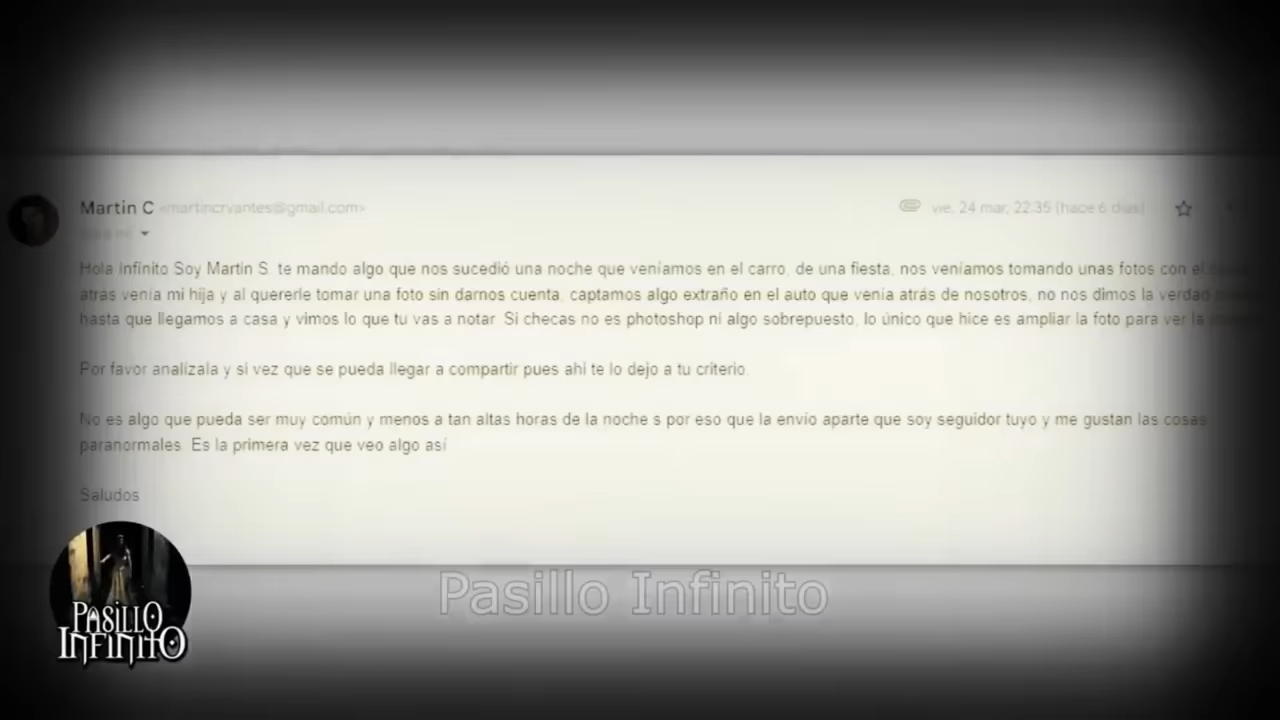 Martin C <martincrvantes@gmail.com>
vie, 24 mar, 22:35 (hace 6 días)
Hola Infinito Soy Martin S. te mando algo que nos sucedió una noche que veníamos en el carro, de una fiesta, nos veníamos tomando unas fotos con el
atras venía mi hija y al quererle tomar una foto sin darnos cuenta, captamos algo extraño en el auto que venía atrás de nosotros, no nos dimos la verdad
hasta que llegamos a casa y vimos lo que tu vas a notar. Si checas no es photoshop ni algo sobrepuesto, lo único que hice es ampliar la foto para ver la
Por favor analízala y si vez que se pueda llegar a compartir pues ahí te lo dejo a tu criterio.
No es algo que pueda ser muy común y menos a tan altas horas de la noche s por eso que la envío aparte que soy seguidor tuyo y me gustan las cosas
paranormales. Es la primera vez que veo algo así
Saludos
Pasillo Infinito
PASILLO
INFINITO